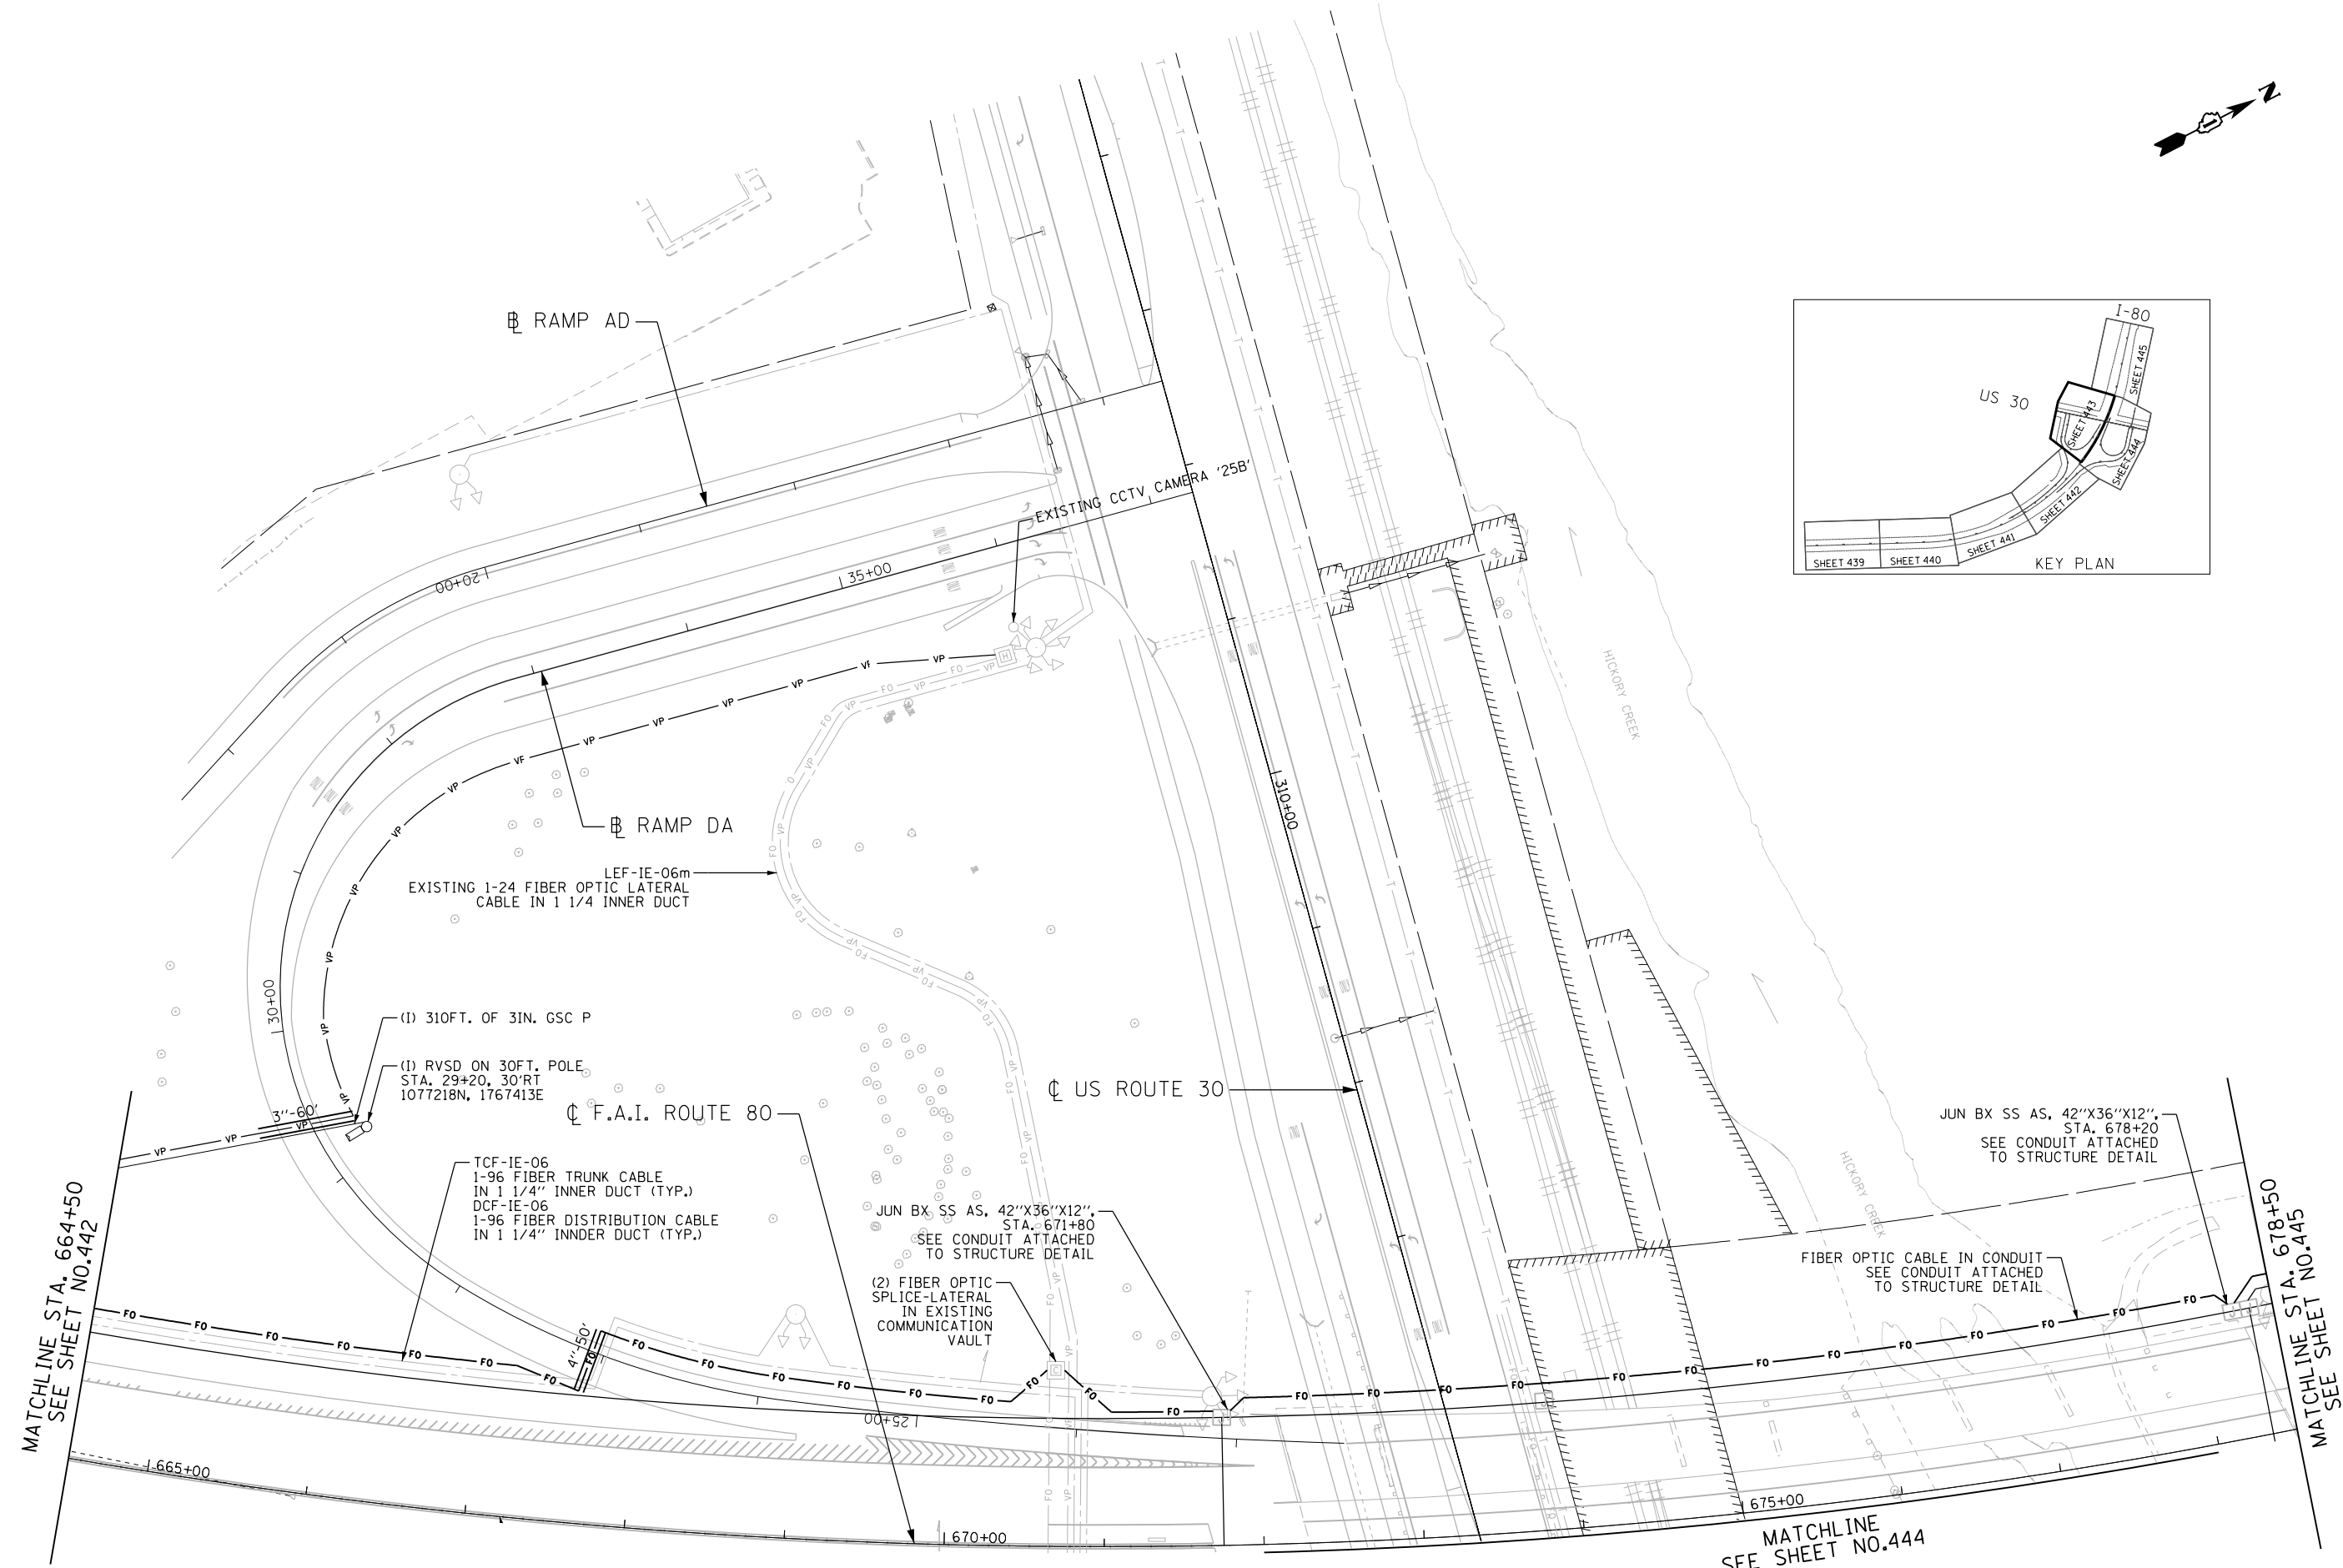 N
I-80
US 30
SHEET 445
SHEET 443
SHEET 444
SHEET 442
SHEET 441
SHEET 440
SHEET 439
KEY PLAN
BL RAMP AD
EXISTING CCTV CAMERA '25B'
20+00
35+00
HICKORY CREEK
310+00
BL RAMP DA
LEF-IE-06m
EXISTING 1-24 FIBER OPTIC LATERAL
CABLE IN 1 1/4 INNER DUCT
30+00
(I) 310FT. OF 3IN. GSC P
(I) RVSD ON 30FT. POLE
STA. 29+20, 30'RT
1077218N, 1767413E
3''-60'
CL F.A.I. ROUTE 80
CL US ROUTE 30
JUN BX SS AS, 42''X36''X12'',
STA. 678+20
SEE CONDUIT ATTACHED
TO STRUCTURE DETAIL
TCF-IE-06
1-96 FIBER TRUNK CABLE
IN 1 1/4'' INNER DUCT (TYP.)
DCF-IE-06
1-96 FIBER DISTRIBUTION CABLE
IN 1 1/4'' INNDER DUCT (TYP.)
JUN BX SS AS, 42''X36''X12'',
STA. 671+80
SEE CONDUIT ATTACHED
TO STRUCTURE DETAIL
HICKORY CREEK
FIBER OPTIC CABLE IN CONDUIT
SEE CONDUIT ATTACHED
TO STRUCTURE DETAIL
(2) FIBER OPTIC
SPLICE-LATERAL
IN EXISTING
COMMUNICATION
VAULT
4''-50'
MATCHLINE STA. 664+50
SEE SHEET NO.442
MATCHLINE STA. 678+50
SEE SHEET NO.445
25+00
665+00
670+00
675+00
MATCHLINE
SEE SHEET NO.444